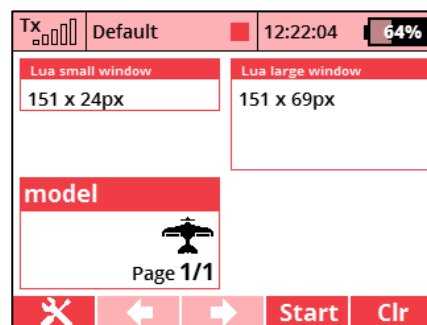 Tx
Default
12:22:04
64%
Lua small window
151 x 24px
Lua large window
151 x 69px
model
Page 1/1
Start
Clr